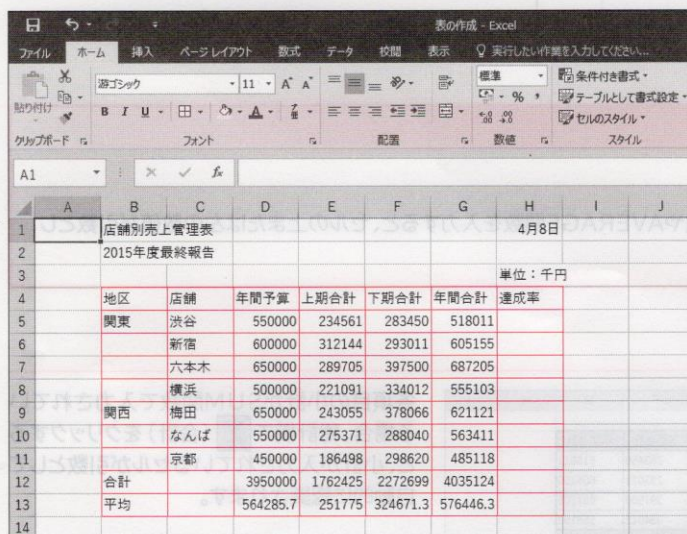 表の作成 - Excel
ファイル ホーム 挿入 ページレイアウト 数式 データ 校閲 表示 実行したい作業を入力してください...
游ゴシック 11 A A 標準 条件付き書式
貼り付け B I U A 亜 % , テーブルとして書式設定
セルのスタイル
クリップボード フォント 配置 数値 スタイル
A1 fx
A B C D E F G H I J
1 店舗別売上管理表 4月8日
2 2015年度最終報告
3 単位：千円
4 地区 店舗 年間予算 上期合計 下期合計 年間合計 達成率
5 関東 渋谷 550000 234561 283450 518011
6 新宿 600000 312144 293011 605155
7 六本木 650000 289705 397500 687205
8 横浜 500000 221091 334012 555103
9 関西 梅田 650000 243055 378066 621121
10 なんば 550000 275371 288040 563411
11 京都 450000 186498 298620 485118
12 合計 3950000 1762425 2272699 4035124
13 平均 564285.7 251775 324671.3 576446.3
14